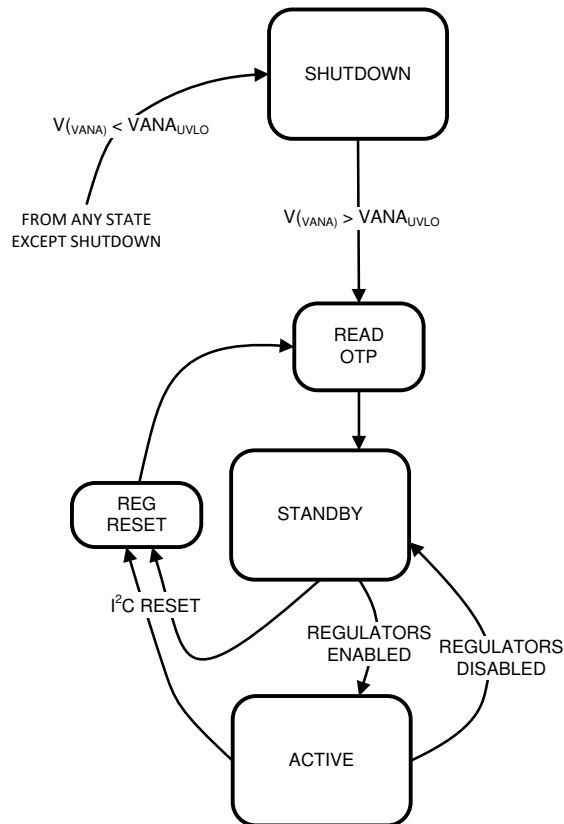 SHUTDOWN
V(VANA) < VANAUVLO
FROM ANY STATE
EXCEPT SHUTDOWN
V(VANA) > VANAUVLO
READ
OTP
REG
RESET
STANDBY
I²C RESET
REGULATORS
ENABLED
REGULATORS
DISABLED
ACTIVE